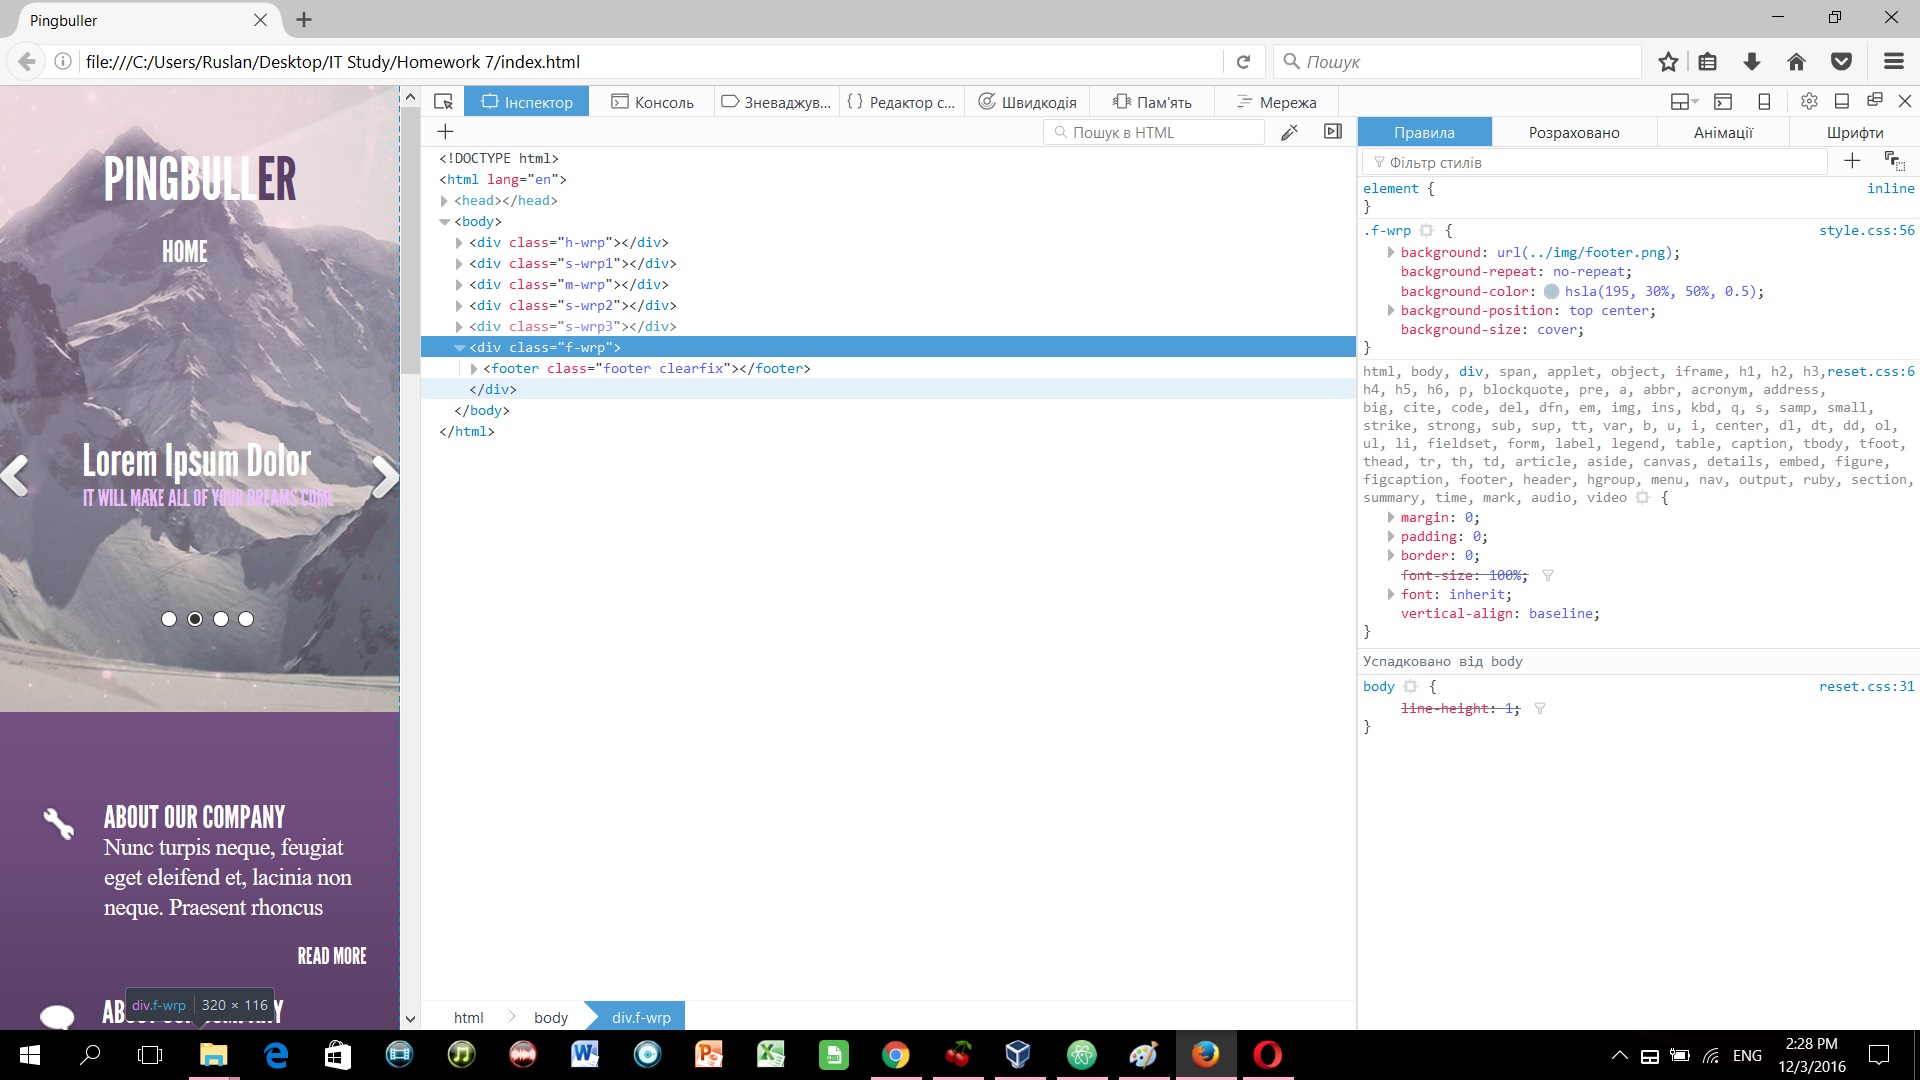 Pingbuller
file:///C:/Users/Ruslan/Desktop/IT Study/Homework 7/index.html
Пошук
PINGBULLER
HOME
Lorem Ipsum Dolor
IT WILL MAKE ALL OF YOUR DREAMS COME
ABOUT OUR COMPANY
Nunc turpis neque, feugiat
eget eleifend et, lacinia non
neque. Praesent rhoncus
READ MORE
ABOUT OUR COMPANY
div.f-wrp 320 × 116
Інспектор
Консоль
Зневаджув...
Редактор с...
Швидкодія
Пам'ять
Мережа
Пошук в HTML
<!DOCTYPE html>
<html lang="en">
<head></head>
<body>
<div class="h-wrp"></div>
<div class="s-wrp1"></div>
<div class="m-wrp"></div>
<div class="s-wrp2"></div>
<div class="s-wrp3"></div>
<div class="f-wrp">
<footer class="footer clearfix"></footer>
</div>
</body>
</html>
html body div.f-wrp
Правила Розраховано Анімації Шрифти
Фільтр стилів
element { inline
}
.f-wrp { style.css:56
background: url(../img/footer.png);
background-repeat: no-repeat;
background-color: hsla(195, 30%, 50%, 0.5);
background-position: top center;
background-size: cover;
}
html, body, div, span, applet, object, iframe, h1, h2, h3, reset.css:6
h4, h5, h6, p, blockquote, pre, a, abbr, acronym, address,
big, cite, code, del, dfn, em, img, ins, kbd, q, s, samp, small,
strike, strong, sub, sup, tt, var, b, u, i, center, dl, dt, dd, ol,
ul, li, fieldset, form, label, legend, table, caption, tbody, tfoot,
thead, tr, th, td, article, aside, canvas, details, embed, figure,
figcaption, footer, header, hgroup, menu, nav, output, ruby, section,
summary, time, mark, audio, video {
margin: 0;
padding: 0;
border: 0;
font-size: 100%;
font: inherit;
vertical-align: baseline;
}
Успадковано від body
body { reset.css:31
line-height: 1;
}
ENG
2:28 PM
12/3/2016